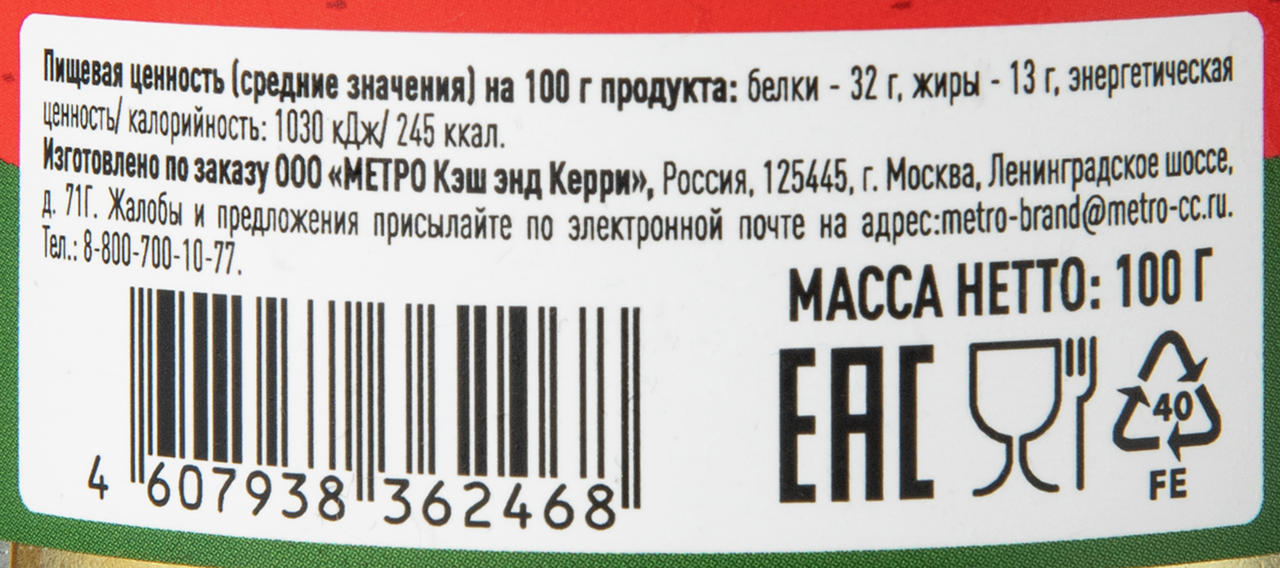 Пищевая ценность (средние значения) на 100 г продукта: белки - 32 г, жиры - 13 г, энергетическая
ценность/ калорийность: 1030 кДж/ 245 ккал.
Изготовлено по заказу ООО «МЕТРО Кэш энд Керри», Россия, 125445, г. Москва, Ленинградское шоссе,
д. 71Г. Жалобы и предложения присылайте по электронной почте на адрес:metro-brand@metro-cc.ru.
Тел.: 8-800-700-10-77.
МАССА НЕТТО: 100 Г
EAC
40
FE
4 607938 362468